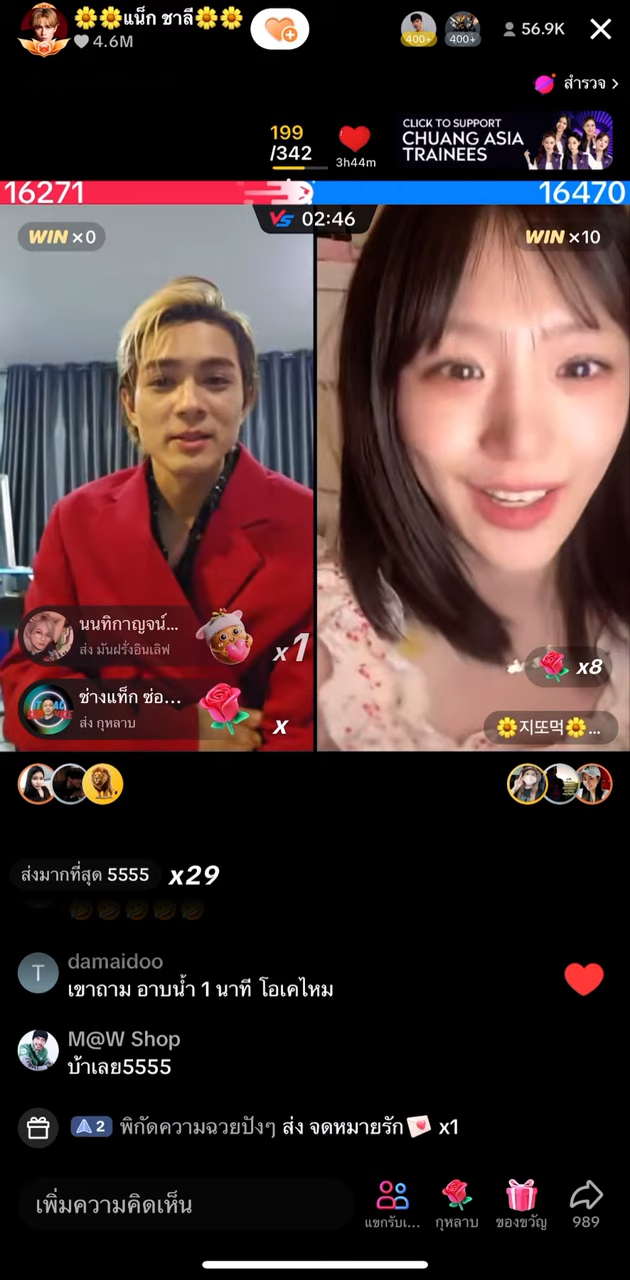 🌼🌼แน็ก ชาลี🌼🌼
4.6M
400+
400+
56.9K
สำรวจ >
199
/342
3h44m
CLICK TO SUPPORT
CHUANG ASIA
TRAINEES
16271
16470
VS 02:46
WIN ×0
WIN ×10
นนทิกาญจน์...
ส่ง มันฝรั่งอินเลิฟ
x1
ช่างแท็ก ซ่อ...
ส่ง กุหลาบ
x
x8
🌼지또먹🌼...
ส่งมากที่สุด 5555 x29
T
damaidoo
เขาถาม อาบน้ำ 1 นาที โอเคไหม
M@W Shop
บ้าเลย5555
2 พิกัดความฉวยปังๆ ส่ง จดหมายรัก💌 x1
เพิ่มความคิดเห็น
แขกรับเ...
กุหลาบ
ของขวัญ
989